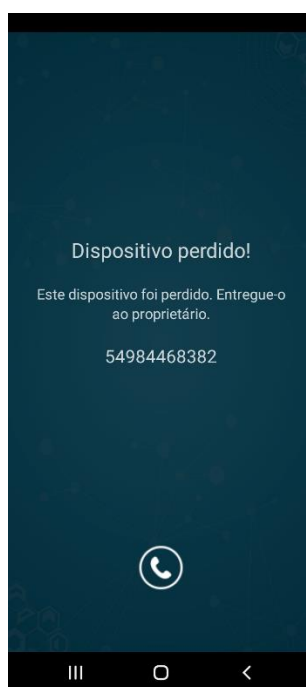 Dispositivo perdido!
Este dispositivo foi perdido. Entregue-o
ao proprietário.
54984468382